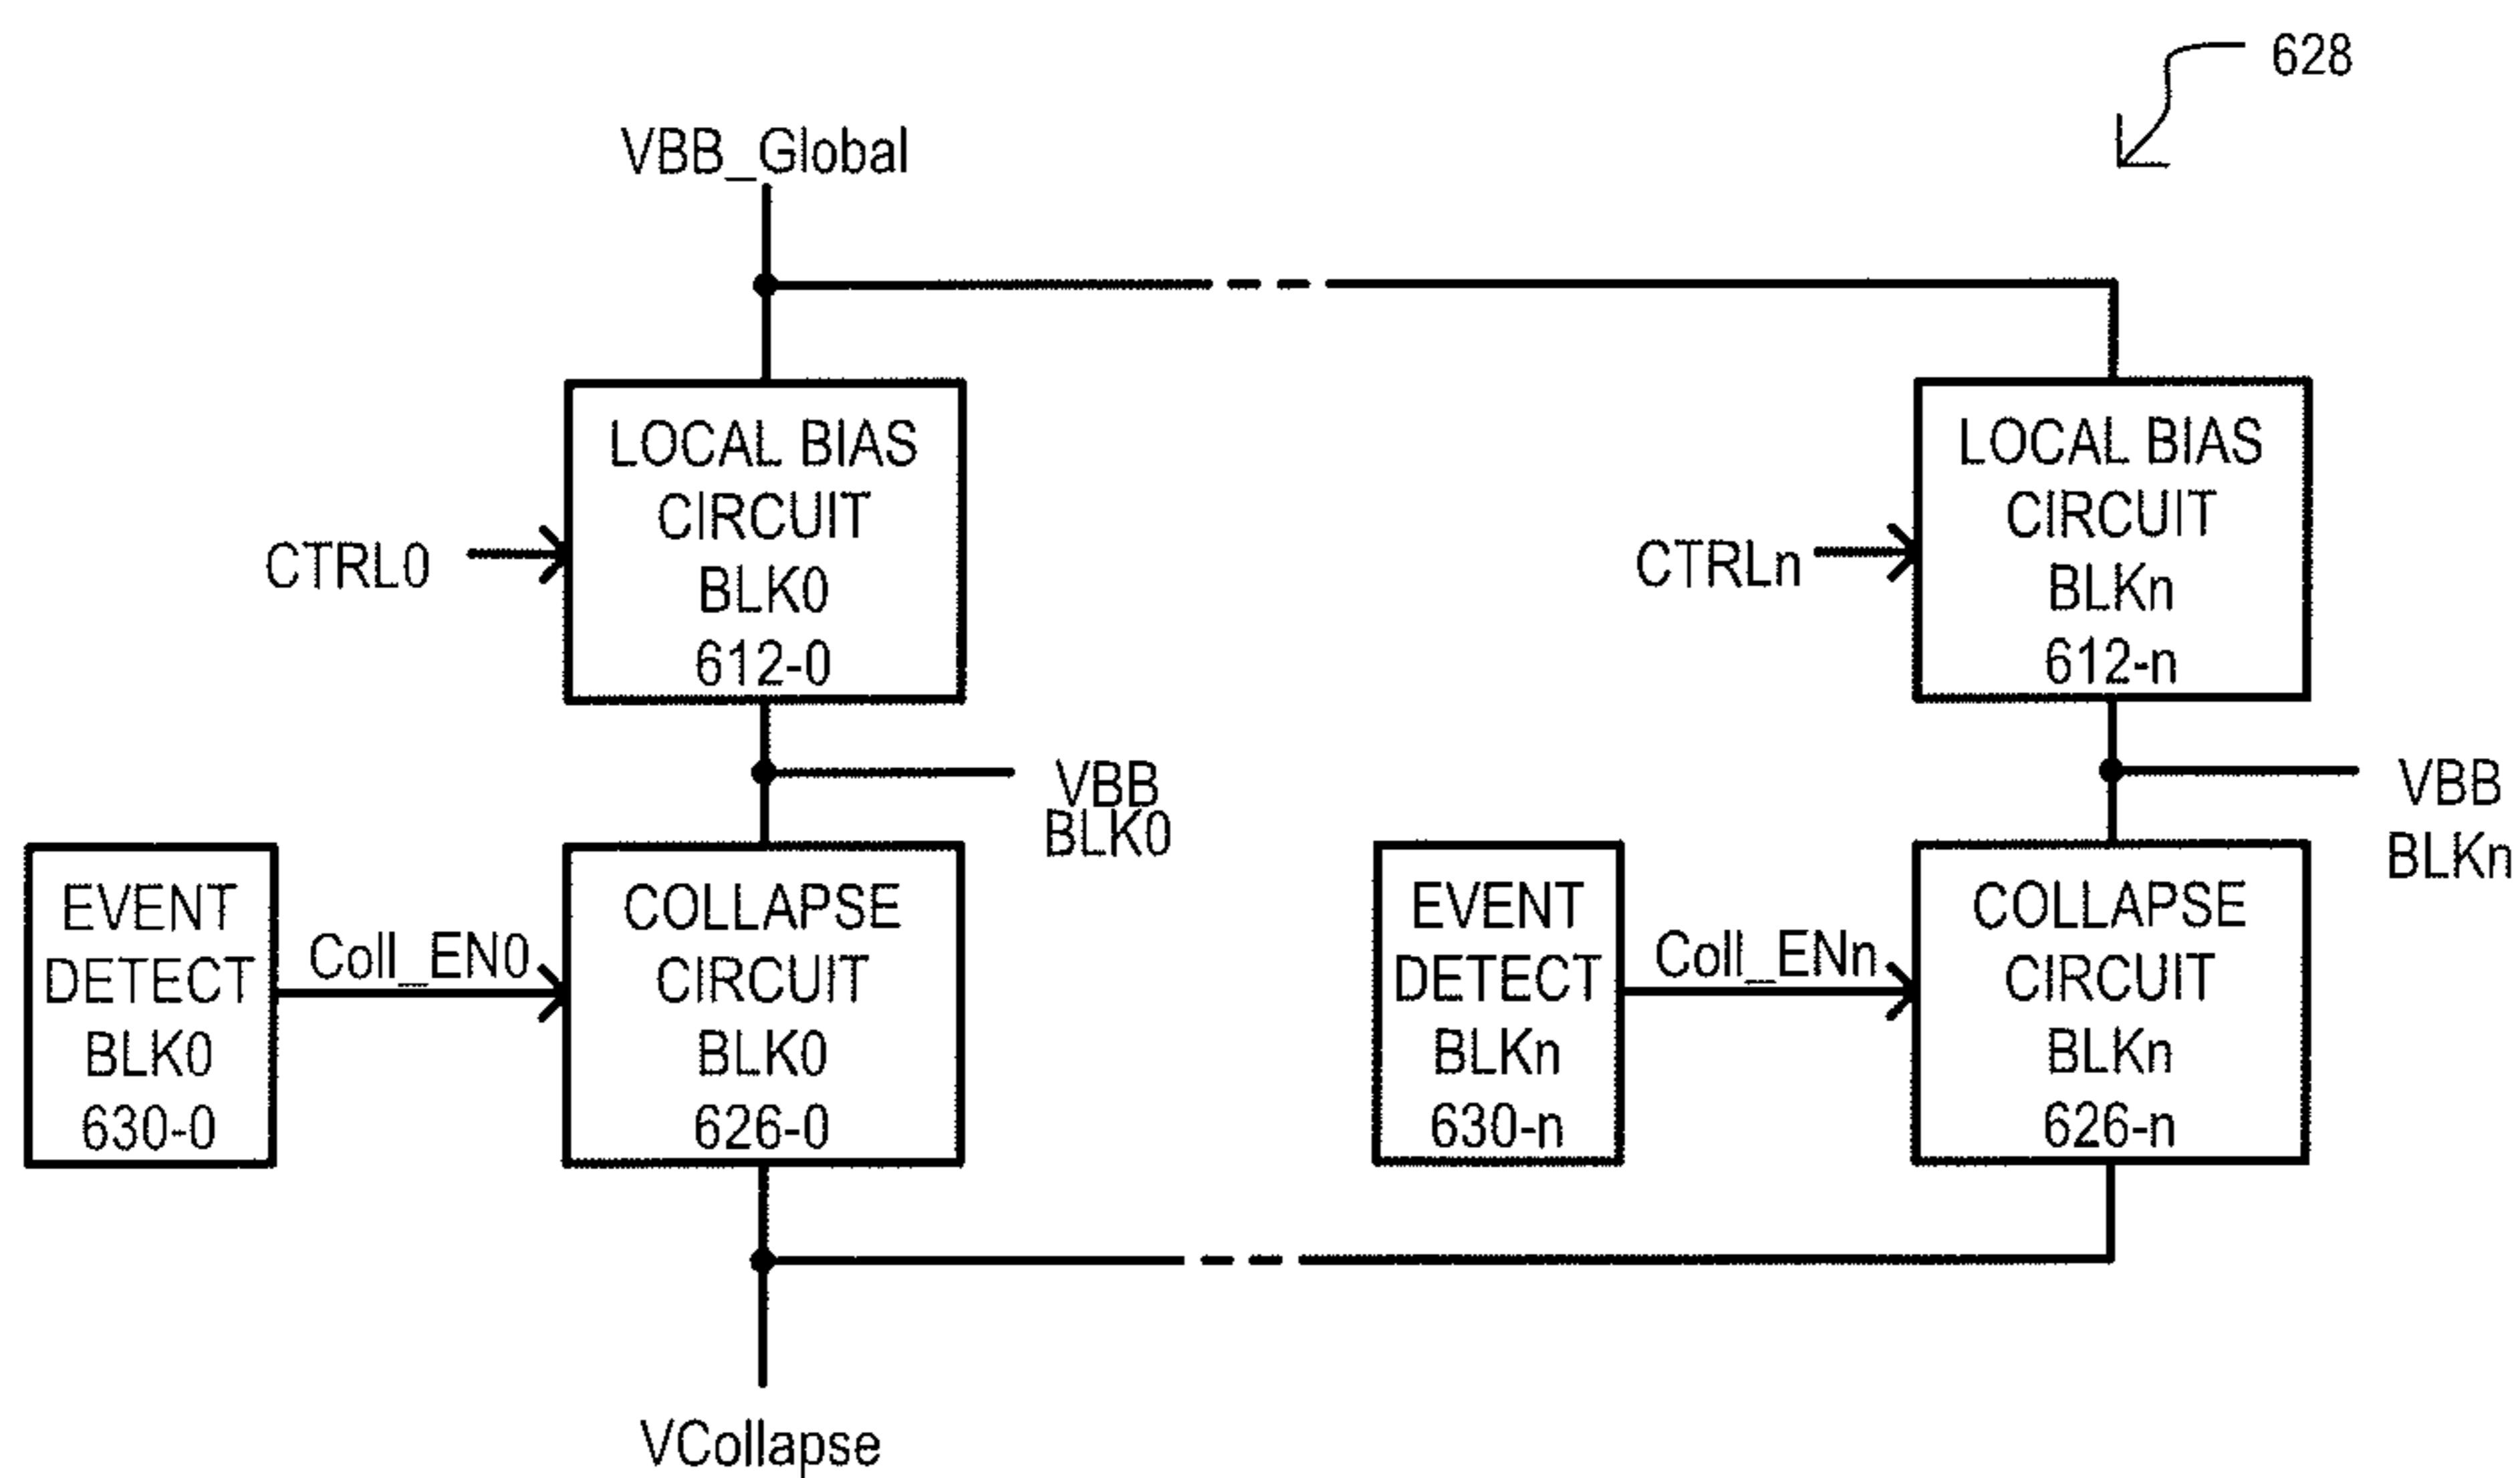 628
VBB_Global
LOCAL BIAS
CIRCUIT
BLK0
612-0
CTRL0
LOCAL BIAS
CIRCUIT
BLKn
612-n
CTRLn
VBB
BLK0
VBB
BLKn
EVENT
DETECT
BLK0
630-0
Coll_EN0
COLLAPSE
CIRCUIT
BLK0
626-0
EVENT
DETECT
BLKn
630-n
Coll_ENn
COLLAPSE
CIRCUIT
BLKn
626-n
VCollapse